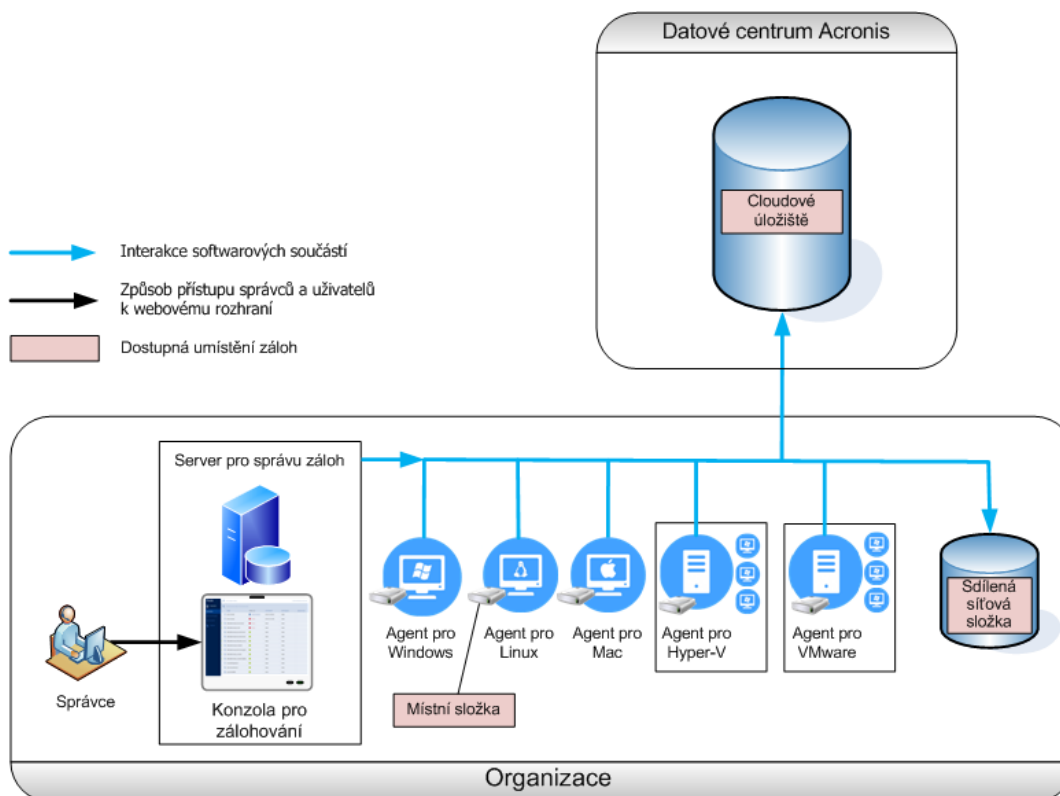 Datové centrum Acronis
Cloudové
úložiště
Interakce softwarových součástí
Způsob přístupu správců a uživatelů
k webovému rozhraní
Dostupná umístění záloh
Server pro správu záloh
Správce
Konzola pro
zálohování
Agent pro
Windows
Agent pro
Linux
Agent pro
Mac
Agent pro
Hyper-V
Agent pro
VMware
Sdílená
síťová
složka
Místní složka
Organizace